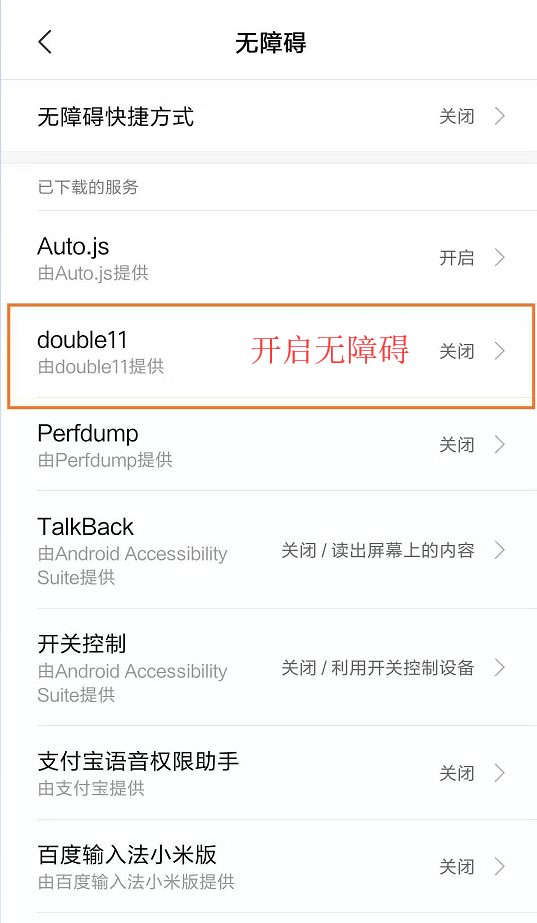 无障碍
无障碍快捷方式 关闭
已下载的服务
Auto.js
由Auto.js提供
开启
double11
由double11提供
开启无障碍
关闭
Perfdump
由Perfdump提供
关闭
TalkBack
由Android Accessibility
Suite提供
关闭 / 读出屏幕上的内容
开关控制
由Android Accessibility
Suite提供
关闭 / 利用开关控制设备
支付宝语音权限助手
由支付宝提供
关闭
百度输入法小米版
由百度输入法小米版提供
关闭